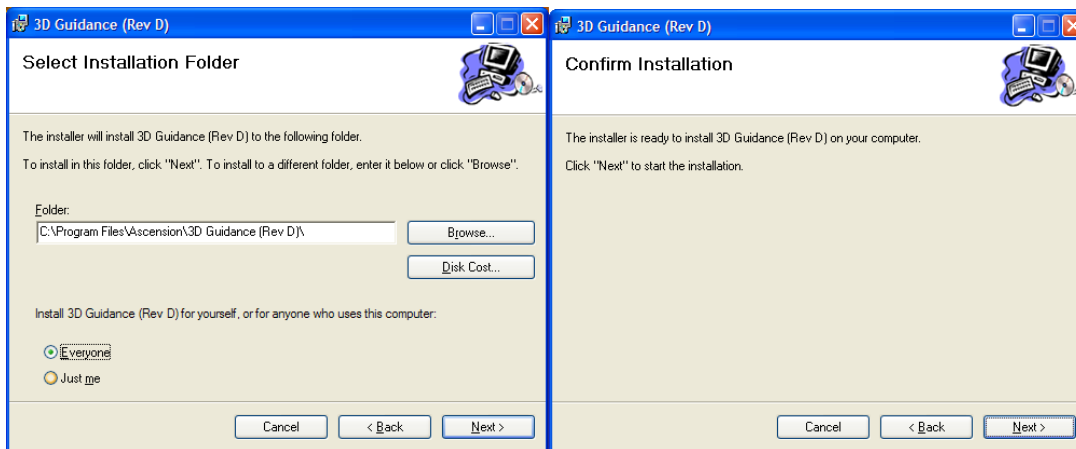 3D Guidance (Rev D)
Select Installation Folder
The installer will install 3D Guidance (Rev D) to the following folder.
To install in this folder, click "Next". To install to a different folder, enter it below or click "Browse".
Folder:
C:\Program Files\Ascension\3D Guidance (Rev D)\
Browse...
Disk Cost...
Install 3D Guidance (Rev D) for yourself, or for anyone who uses this computer:
Everyone
Just me
Cancel
< Back
Next >
3D Guidance (Rev D)
Confirm Installation
The installer is ready to install 3D Guidance (Rev D) on your computer.
Click "Next" to start the installation.
Cancel
< Back
Next >